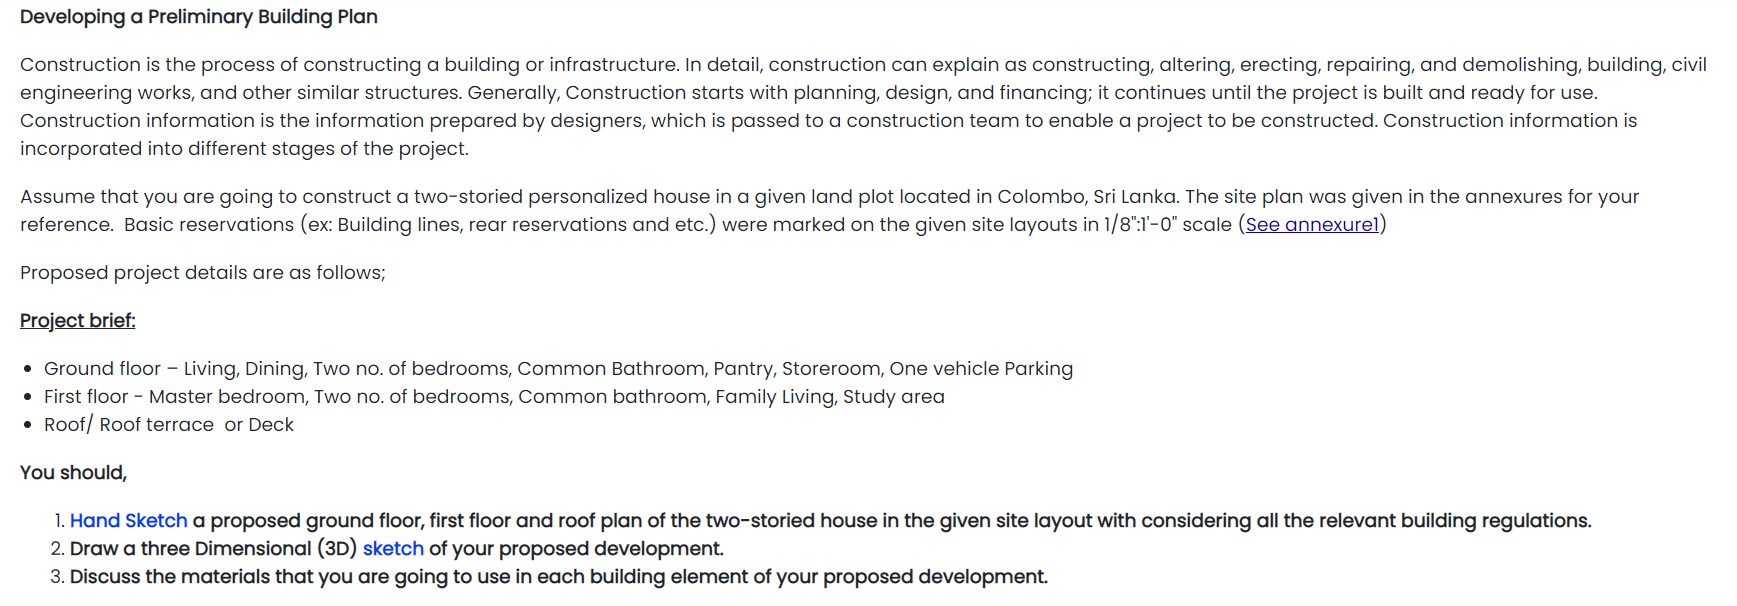 Developing a Preliminary Building Plan
Construction is the process of constructing a building or infrastructure. In detail, construction can explain as constructing, altering, erecting, repairing, and demolishing, building, civil
engineering works, and other similar structures. Generally, Construction starts with planning, design, and financing; it continues until the project is built and ready for use.
Construction information is the information prepared by designers, which is passed to a construction team to enable a project to be constructed. Construction information is
incorporated into different stages of the project.
Assume that you are going to construct a two-storied personalized house in a given land plot located in Colombo, Sri Lanka. The site plan was given in the annexures for your
reference.  Basic reservations (ex: Building lines, rear reservations and etc.) were marked on the given site layouts in 1/8":1'-0" scale (See annexure1)
Proposed project details are as follows;
Project brief:
• Ground floor – Living, Dining, Two no. of bedrooms, Common Bathroom, Pantry, Storeroom, One vehicle Parking
• First floor - Master bedroom, Two no. of bedrooms, Common bathroom, Family Living, Study area
• Roof/ Roof terrace  or Deck
You should,
1. Hand Sketch a proposed ground floor, first floor and roof plan of the two-storied house in the given site layout with considering all the relevant building regulations.
2. Draw a three Dimensional (3D) sketch of your proposed development.
3. Discuss the materials that you are going to use in each building element of your proposed development.